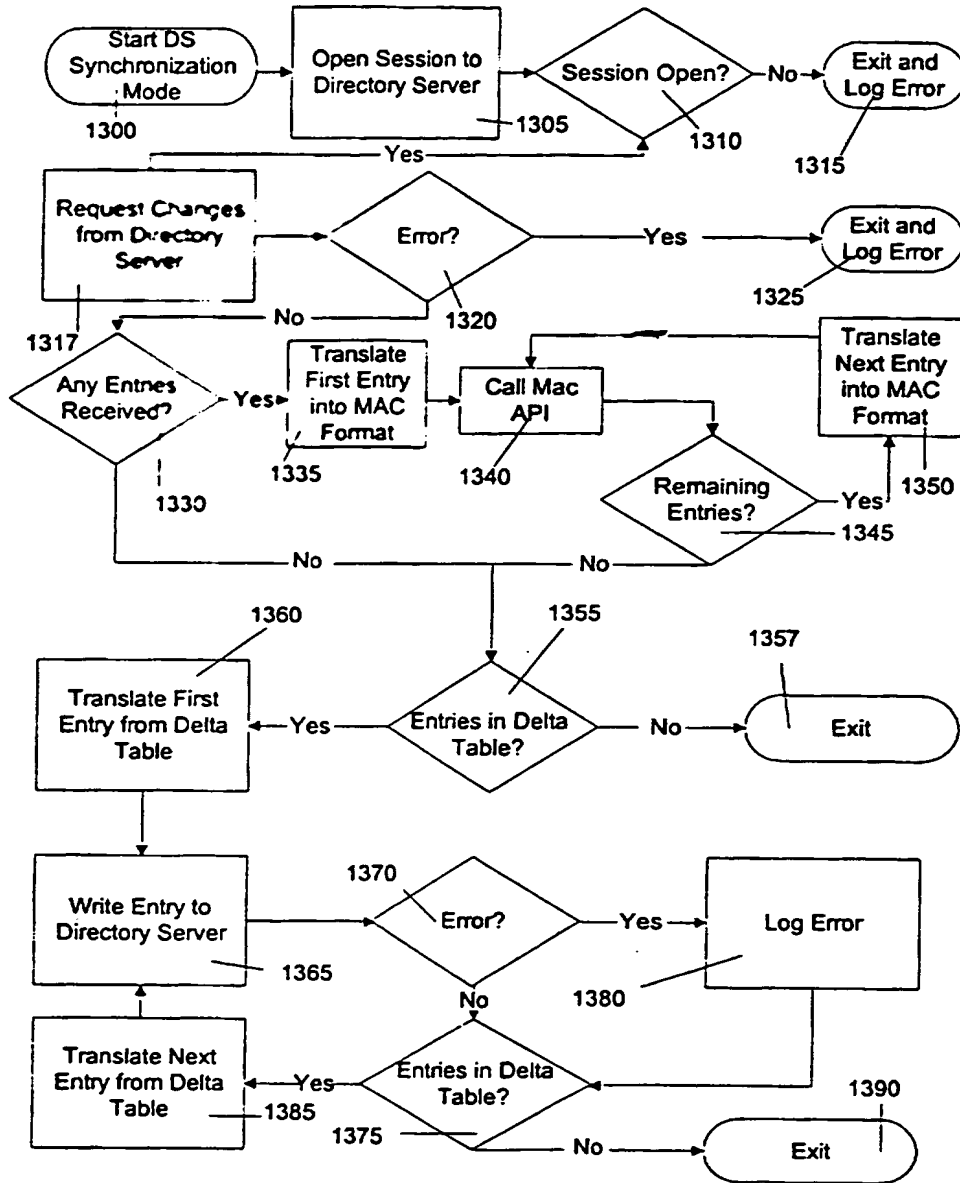 Start DS
Synchronization
Mode
1300
Open Session to
Directory Server
1305
Session Open?
1310
No
Exit and
Log Error
1315
Yes
Request Changes
from Directory
Server
1317
Error?
1320
Yes
Exit and
Log Error
1325
No
Any Entries
Received?
1330
Yes
Translate
First Entry
into MAC
Format
1335
Call Mac
API
1340
Remaining
Entries?
1345
Yes
Translate
Next Entry
into MAC
Format
1350
No
No
1355
Entries in Delta
Table?
No
1357
Exit
Yes
1360
Translate First
Entry from Delta
Table
Write Entry to
Directory Server
1365
1370
Error?
Yes
Log Error
1380
No
Entries in Delta
Table?
1375
Yes
Translate Next
Entry from Delta
Table
1385
No
1390
Exit